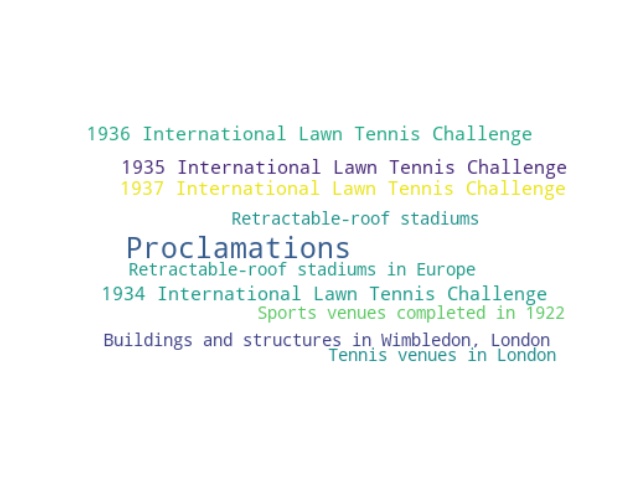 1936 International Lawn Tennis Challenge
1935 International Lawn Tennis Challenge
1937 International Lawn Tennis Challenge
Retractable-roof stadiums
Proclamations
Retractable-roof stadiums in Europe
1934 International Lawn Tennis Challenge
Sports venues completed in 1922
Buildings and structures in Wimbledon, London
Tennis venues in London